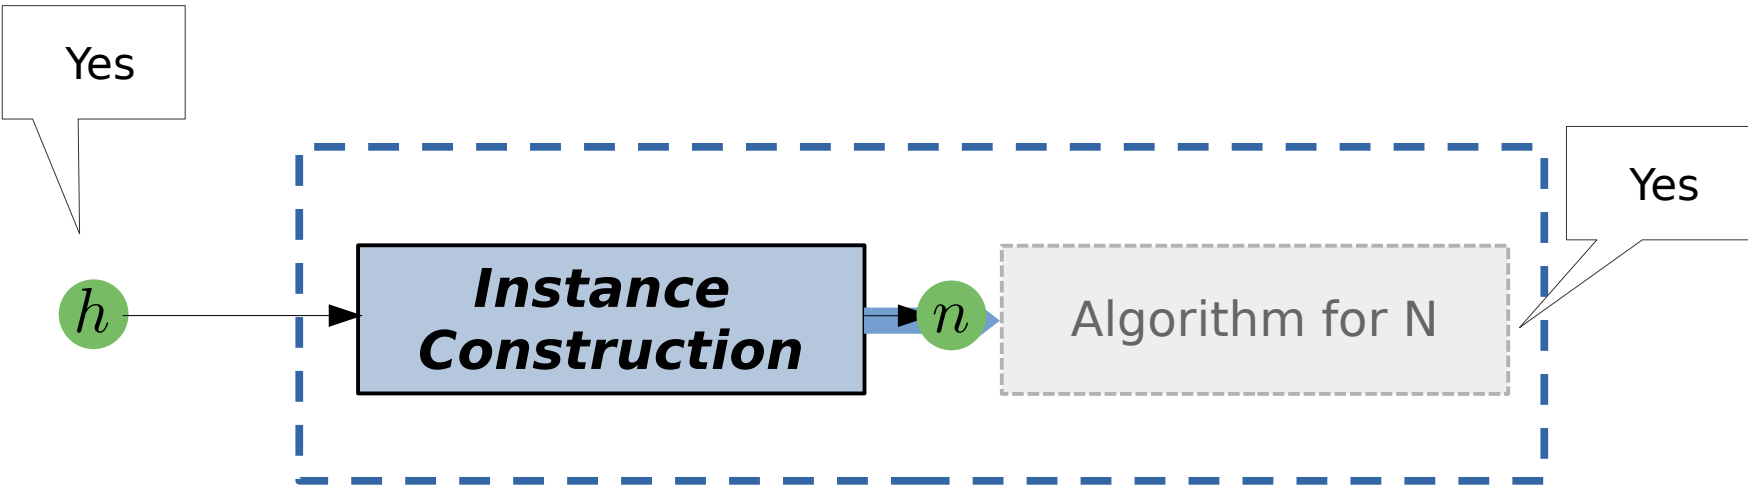 Yes
Yes
h
Instance
Construction
n
Algorithm for N